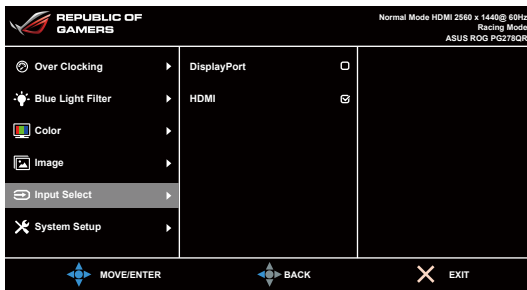 REPUBLIC OF
GAMERS
Normal Mode HDMI 2560 x 1440@ 60Hz
Racing Mode
ASUS ROG PG278QR
Over Clocking
Blue Light Filter
Color
Image
Input Select
System Setup
DisplayPort
HDMI
MOVE/ENTER
BACK
EXIT